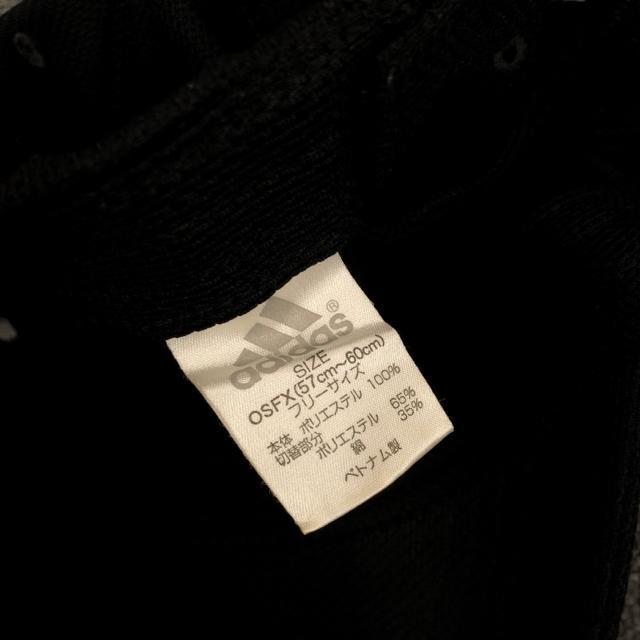 adidas®
SIZE
OSFX(57cm~60cm)
フリーサイズ
本体 ポリエステル 100%
切替部分 ポリエステル 65%
綿 35%
ベトナム製